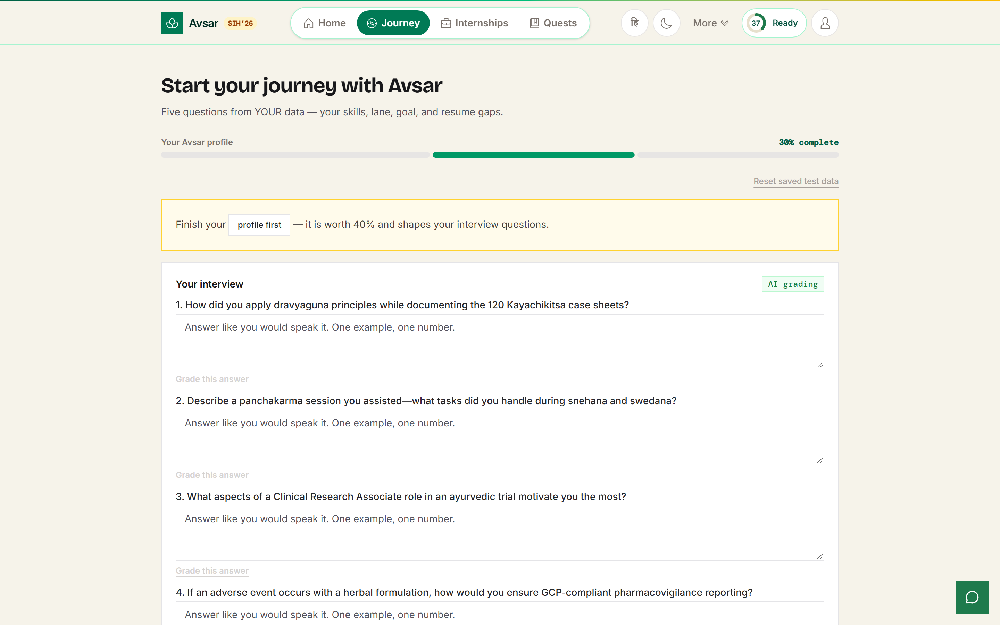 Avsar SIH’26 Home Journey Internships Quests हि More 37 Ready
Start your journey with Avsar
Five questions from YOUR data — your skills, lane, goal, and resume gaps.
Your Avsar profile 30% complete
Reset saved test data
Finish your profile first — it is worth 40% and shapes your interview questions.
Your interview AI grading
1. How did you apply dravyaguna principles while documenting the 120 Kayachikitsa case sheets?
Answer like you would speak it. One example, one number.
Grade this answer
2. Describe a panchakarma session you assisted—what tasks did you handle during snehana and swedana?
Answer like you would speak it. One example, one number.
Grade this answer
3. What aspects of a Clinical Research Associate role in an ayurvedic trial motivate you the most?
Answer like you would speak it. One example, one number.
Grade this answer
4. If an adverse event occurs with a herbal formulation, how would you ensure GCP-compliant pharmacovigilance reporting?
Answer like you would speak it. One example, one number.